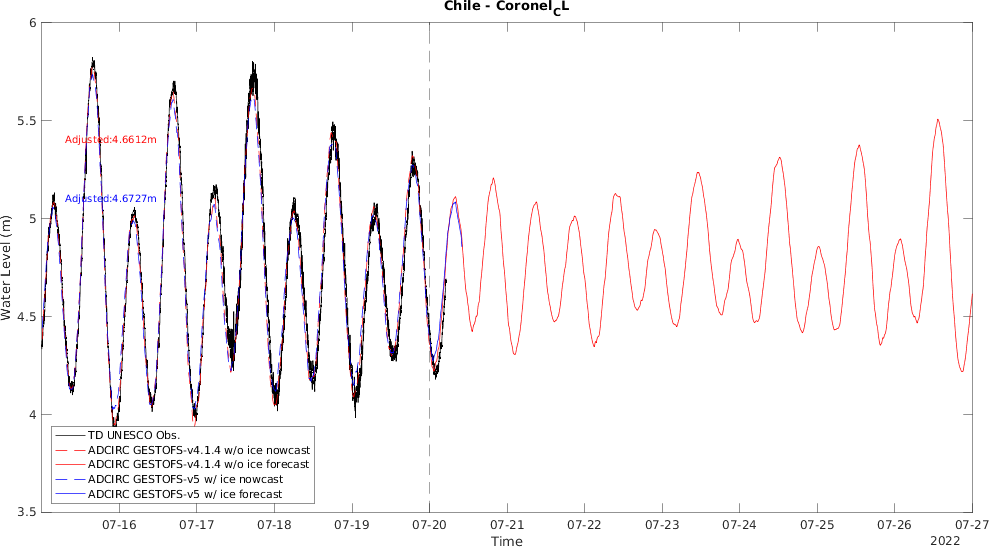 Chile - Coronel_CL
6
5.5
5
4.5
4
3.5
Water Level (m)
Adjusted:4.6612m
Adjusted:4.6727m
TD UNESCO Obs.
ADCIRC GESTOFS-v4.1.4 w/o ice nowcast
ADCIRC GESTOFS-v4.1.4 w/o ice forecast
ADCIRC GESTOFS-v5 w/ ice nowcast
ADCIRC GESTOFS-v5 w/ ice forecast
07-16 07-17 07-18 07-19 07-20 07-21 07-22 07-23 07-24 07-25 07-26 07-27
Time
2022